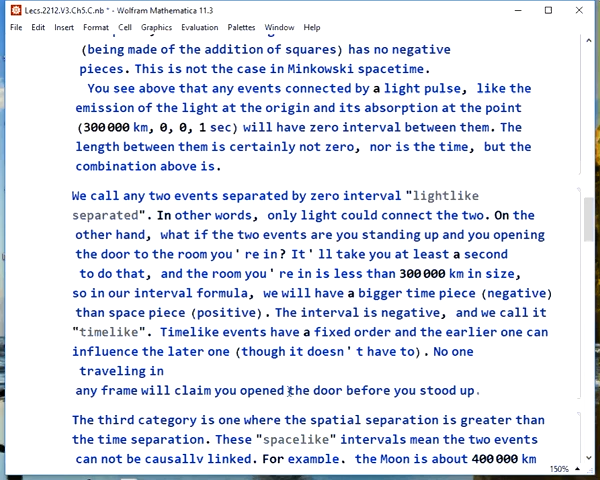 Lecs.2212.V3.Ch5.C.nb * - Wolfram Mathematica 11.3
File Edit Insert Format Cell Graphics Evaluation Palettes Window Help
(being made of the addition of squares) has no negative
pieces. This is not the case in Minkowski spacetime.
You see above that any events connected by a light pulse, like the
emission of the light at the origin and its absorption at the point
(300 000 km, 0, 0, 1 sec) will have zero interval between them. The
length between them is certainly not zero, nor is the time, but the
combination above is.
We call any two events separated by zero interval "lightlike
separated". In other words, only light could connect the two. On the
other hand, what if the two events are you standing up and you opening
the door to the room you ' re in? It ' ll take you at least a second
to do that, and the room you ' re in is less than 300 000 km in size,
so in our interval formula, we will have a bigger time piece (negative)
than space piece (positive). The interval is negative, and we call it
"timelike". Timelike events have a fixed order and the earlier one can
influence the later one (though it doesn ' t have to). No one
traveling in
any frame will claim you opened the door before you stood up.
The third category is one where the spatial separation is greater than
the time separation. These "spacelike" intervals mean the two events
can not be causally linked. For example, the Moon is about 400 000 km
150%